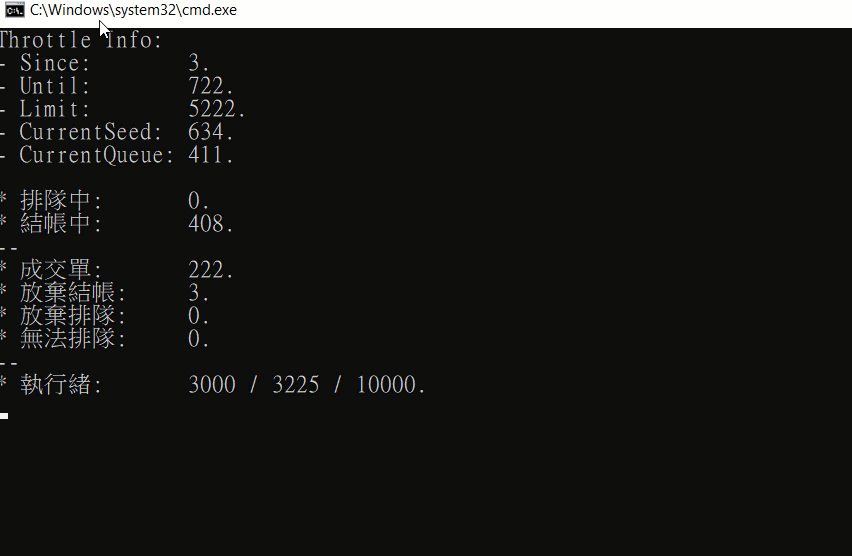 C:\Windows\system32\cmd.exe
Throttle Info:
- Since: 3.
- Until: 722.
- Limit: 5222.
- CurrentSeed: 634.
- CurrentQueue: 411.
* 排隊中: 0.
* 結帳中: 408.
--
* 成交單: 222.
* 放棄結帳: 3.
* 放棄排隊: 0.
* 無法排隊: 0.
--
* 執行緒: 3000 / 3225 / 10000.